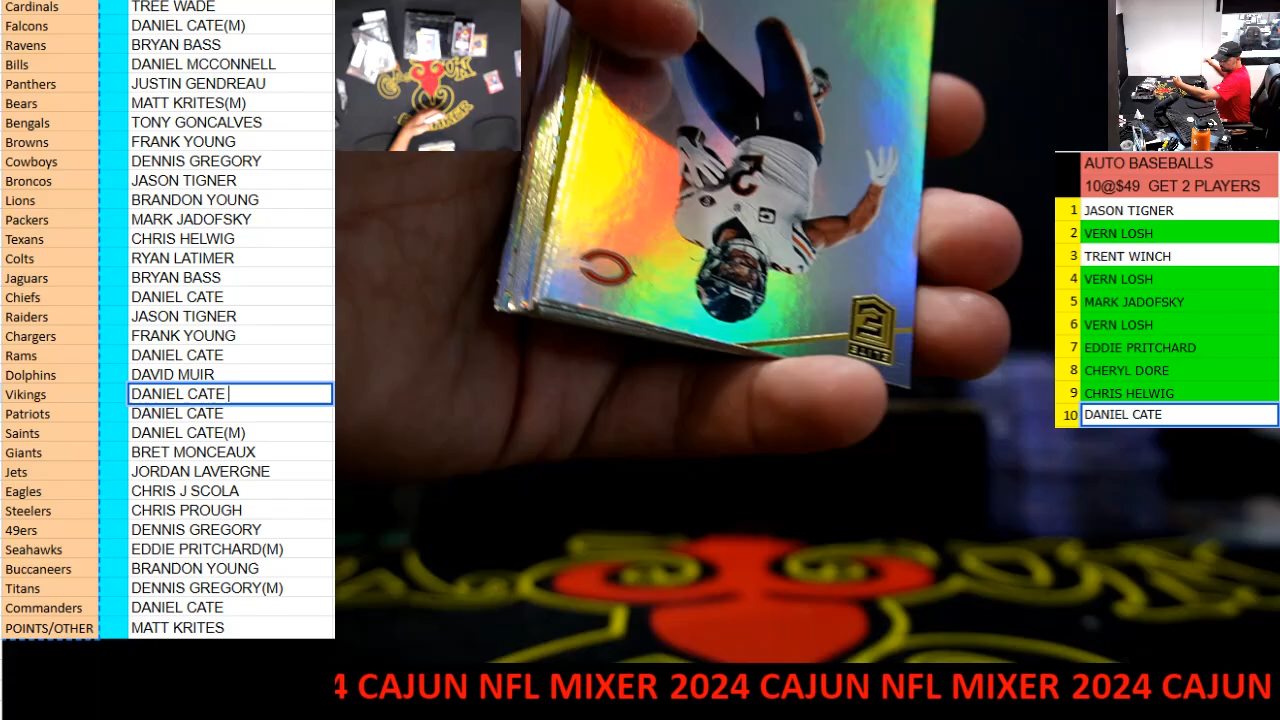 Cardinals TREE WADE
Falcons DANIEL CATE(M)
Ravens BRYAN BASS
Bills DANIEL MCCONNELL
Panthers JUSTIN GENDREAU
Bears MATT KRITES(M)
Bengals TONY GONCALVES
Browns FRANK YOUNG
Cowboys DENNIS GREGORY
Broncos JASON TIGNER
Lions BRANDON YOUNG
Packers MARK JADOFSKY
Texans CHRIS HELWIG
Colts RYAN LATIMER
Jaguars BRYAN BASS
Chiefs DANIEL CATE
Raiders JASON TIGNER
Chargers FRANK YOUNG
Rams DANIEL CATE
Dolphins DAVID MUIR
Vikings DANIEL CATE
Patriots DANIEL CATE
Saints DANIEL CATE(M)
Giants BRET MONCEAUX
Jets JORDAN LAVERGNE
Eagles CHRIS J SCOLA
Steelers CHRIS PROUGH
49ers DENNIS GREGORY
Seahawks EDDIE PRITCHARD(M)
Buccaneers BRANDON YOUNG
Titans DENNIS GREGORY(M)
Commanders DANIEL CATE
POINTS/OTHER MATT KRITES
ELITE
AUTO BASEBALLS
10@$49 GET 2 PLAYERS
1 JASON TIGNER
2 VERN LOSH
3 TRENT WINCH
4 VERN LOSH
5 MARK JADOFSKY
6 VERN LOSH
7 EDDIE PRITCHARD
8 CHERYL DORE
9 CHRIS HELWIG
10 DANIEL CATE
4 CAJUN NFL MIXER 2024 CAJUN NFL MIXER 2024 CAJUN